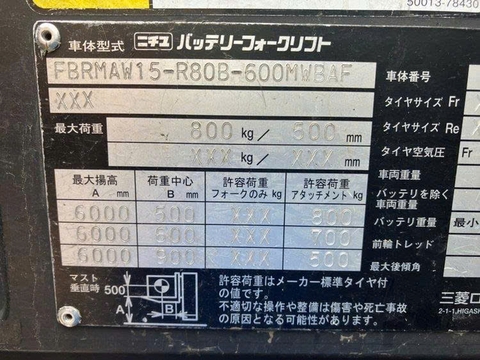 50013-78430
車体型式 ニチユ バッテリーフォークリフト
FBRMAW15-R80B-600MWBAF
XXX
最大荷重 800 kg/ 500 mm
XXX kg/ XXX mm
最大揚高 A mm 荷重中心 B mm 許容荷重 フォークのみ kg 許容荷重 アタッチメント kg
6000 500 XXX 800
6000 600 XXX 700
6000 900 XXX 500
マスト垂直時 500 A B
許容荷重はメーカー標準タイヤ付
の値です。
不適切な操作や整備は傷害や死亡事故
の原因となる可能性があります。
車体番号
タイヤサイズ Fr
タイヤサイズ Re
タイヤ空気圧 Fr
車両重量
バッテリを除く
車両重量
バッテリ重量 最小
前輪トレッド
最大後傾角
三菱ロ
2-1-1,HIGASH